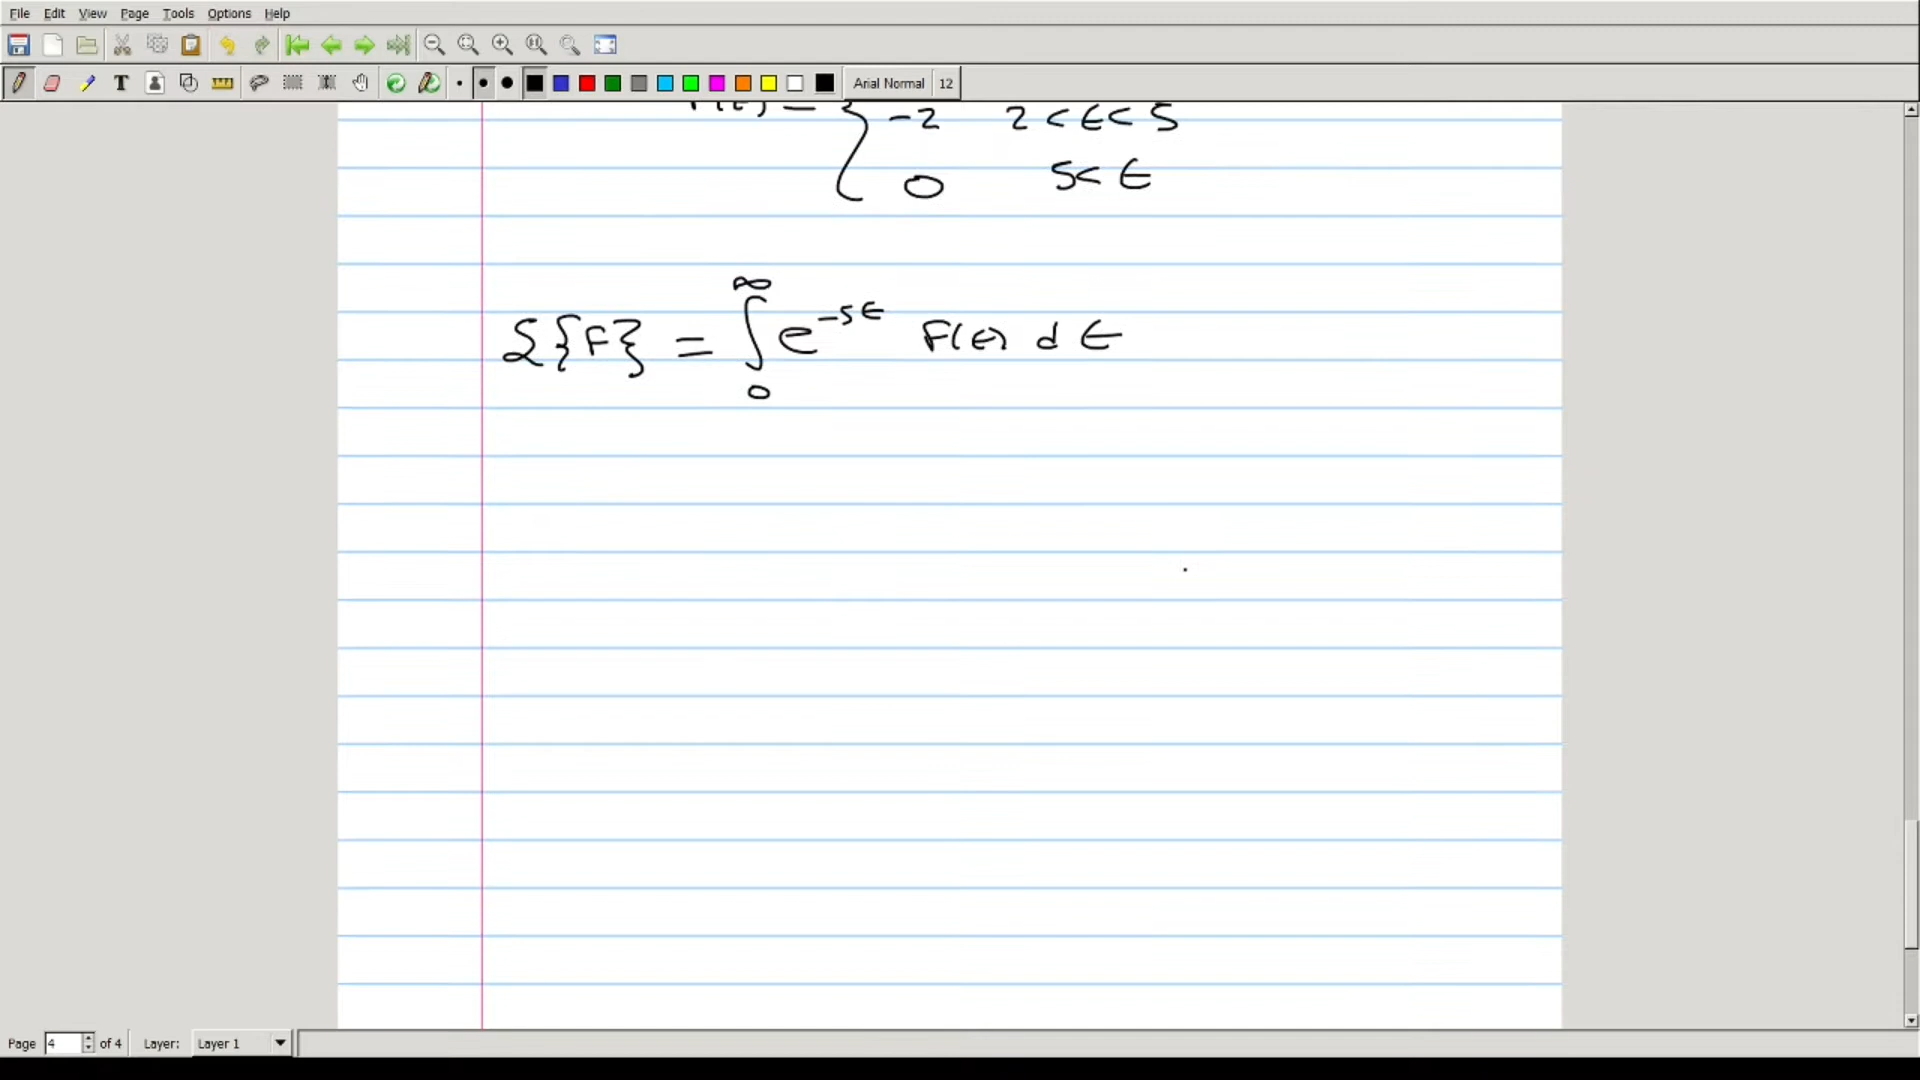 File Edit View Page Tools Options Help
Arial Normal 12
F(t) =
-2 2 < t < 5
0 5 < t
ℒ{F} = ∫₀^∞ e^{-st} F(t) dt
Page 4 of 4 Layer: Layer 1